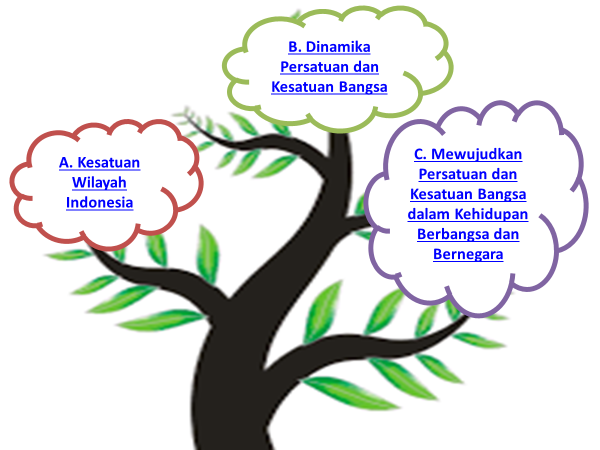 A. Kesatuan
Wilayah
Indonesia
B. Dinamika
Persatuan dan
Kesatuan Bangsa
C. Mewujudkan
Persatuan dan
Kesatuan Bangsa
dalam Kehidupan
Berbangsa dan
Bernegara